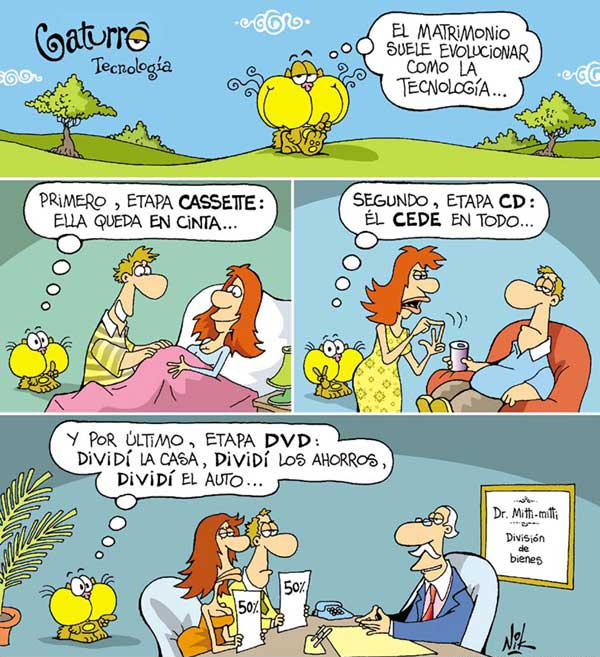 Gaturro
Tecnología
EL MATRIMONIO
SUELE EVOLUCIONAR
COMO LA
TECNOLOGÍA...
PRIMERO, ETAPA CASSETTE:
ELLA QUEDA EN CINTA...
SEGUNDO, ETAPA CD:
ÉL CEDE EN TODO...
Y POR ÚLTIMO, ETAPA DVD:
DIVIDÍ LA CASA, DIVIDÍ LOS AHORROS,
DIVIDÍ EL AUTO...
50%
50%
Dr. Mitti-mitti
División
de
bienes
Nik